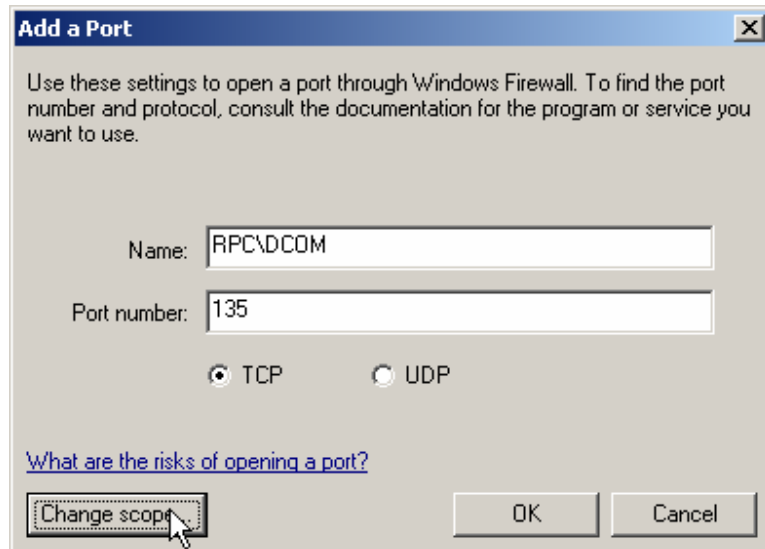 Add a Port
Use these settings to open a port through Windows Firewall. To find the port
number and protocol, consult the documentation for the program or service you
want to use.
Name: RPC\DCOM
Port number: 135
TCP UDP
What are the risks of opening a port?
Change scope... OK Cancel